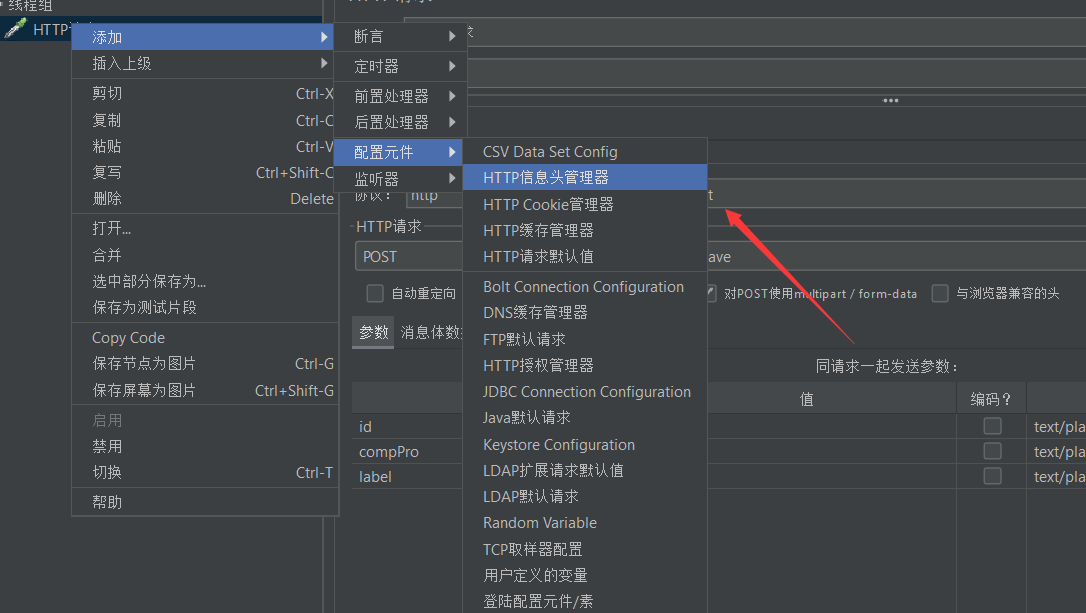 线程组
HTTP
添加
插入上级
剪切 Ctrl-X
复制 Ctrl-C
粘贴 Ctrl-V
复写 Ctrl+Shift-C
删除 Delete
打开...
合并
选中部分保存为...
保存为测试片段
Copy Code
保存节点为图片 Ctrl-G
保存屏幕为图片 Ctrl+Shift-G
启用
禁用
切换 Ctrl-T
帮助
断言
定时器
前置处理器
后置处理器
配置元件
监听器
CSV Data Set Config
HTTP信息头管理器
HTTP Cookie管理器
HTTP缓存管理器
HTTP请求默认值
Bolt Connection Configuration
DNS缓存管理器
FTP默认请求
HTTP授权管理器
JDBC Connection Configuration
Java默认请求
Keystore Configuration
LDAP扩展请求默认值
LDAP默认请求
Random Variable
TCP取样器配置
用户定义的变量
登陆配置元件/素
协议： http
t
HTTP请求
POST
ave
自动重定向
对POST使用multipart / form-data
与浏览器兼容的头
参数
消息体数
同请求一起发送参数：
值
编码？
id
text/pla
compPro
text/pla
label
text/pla